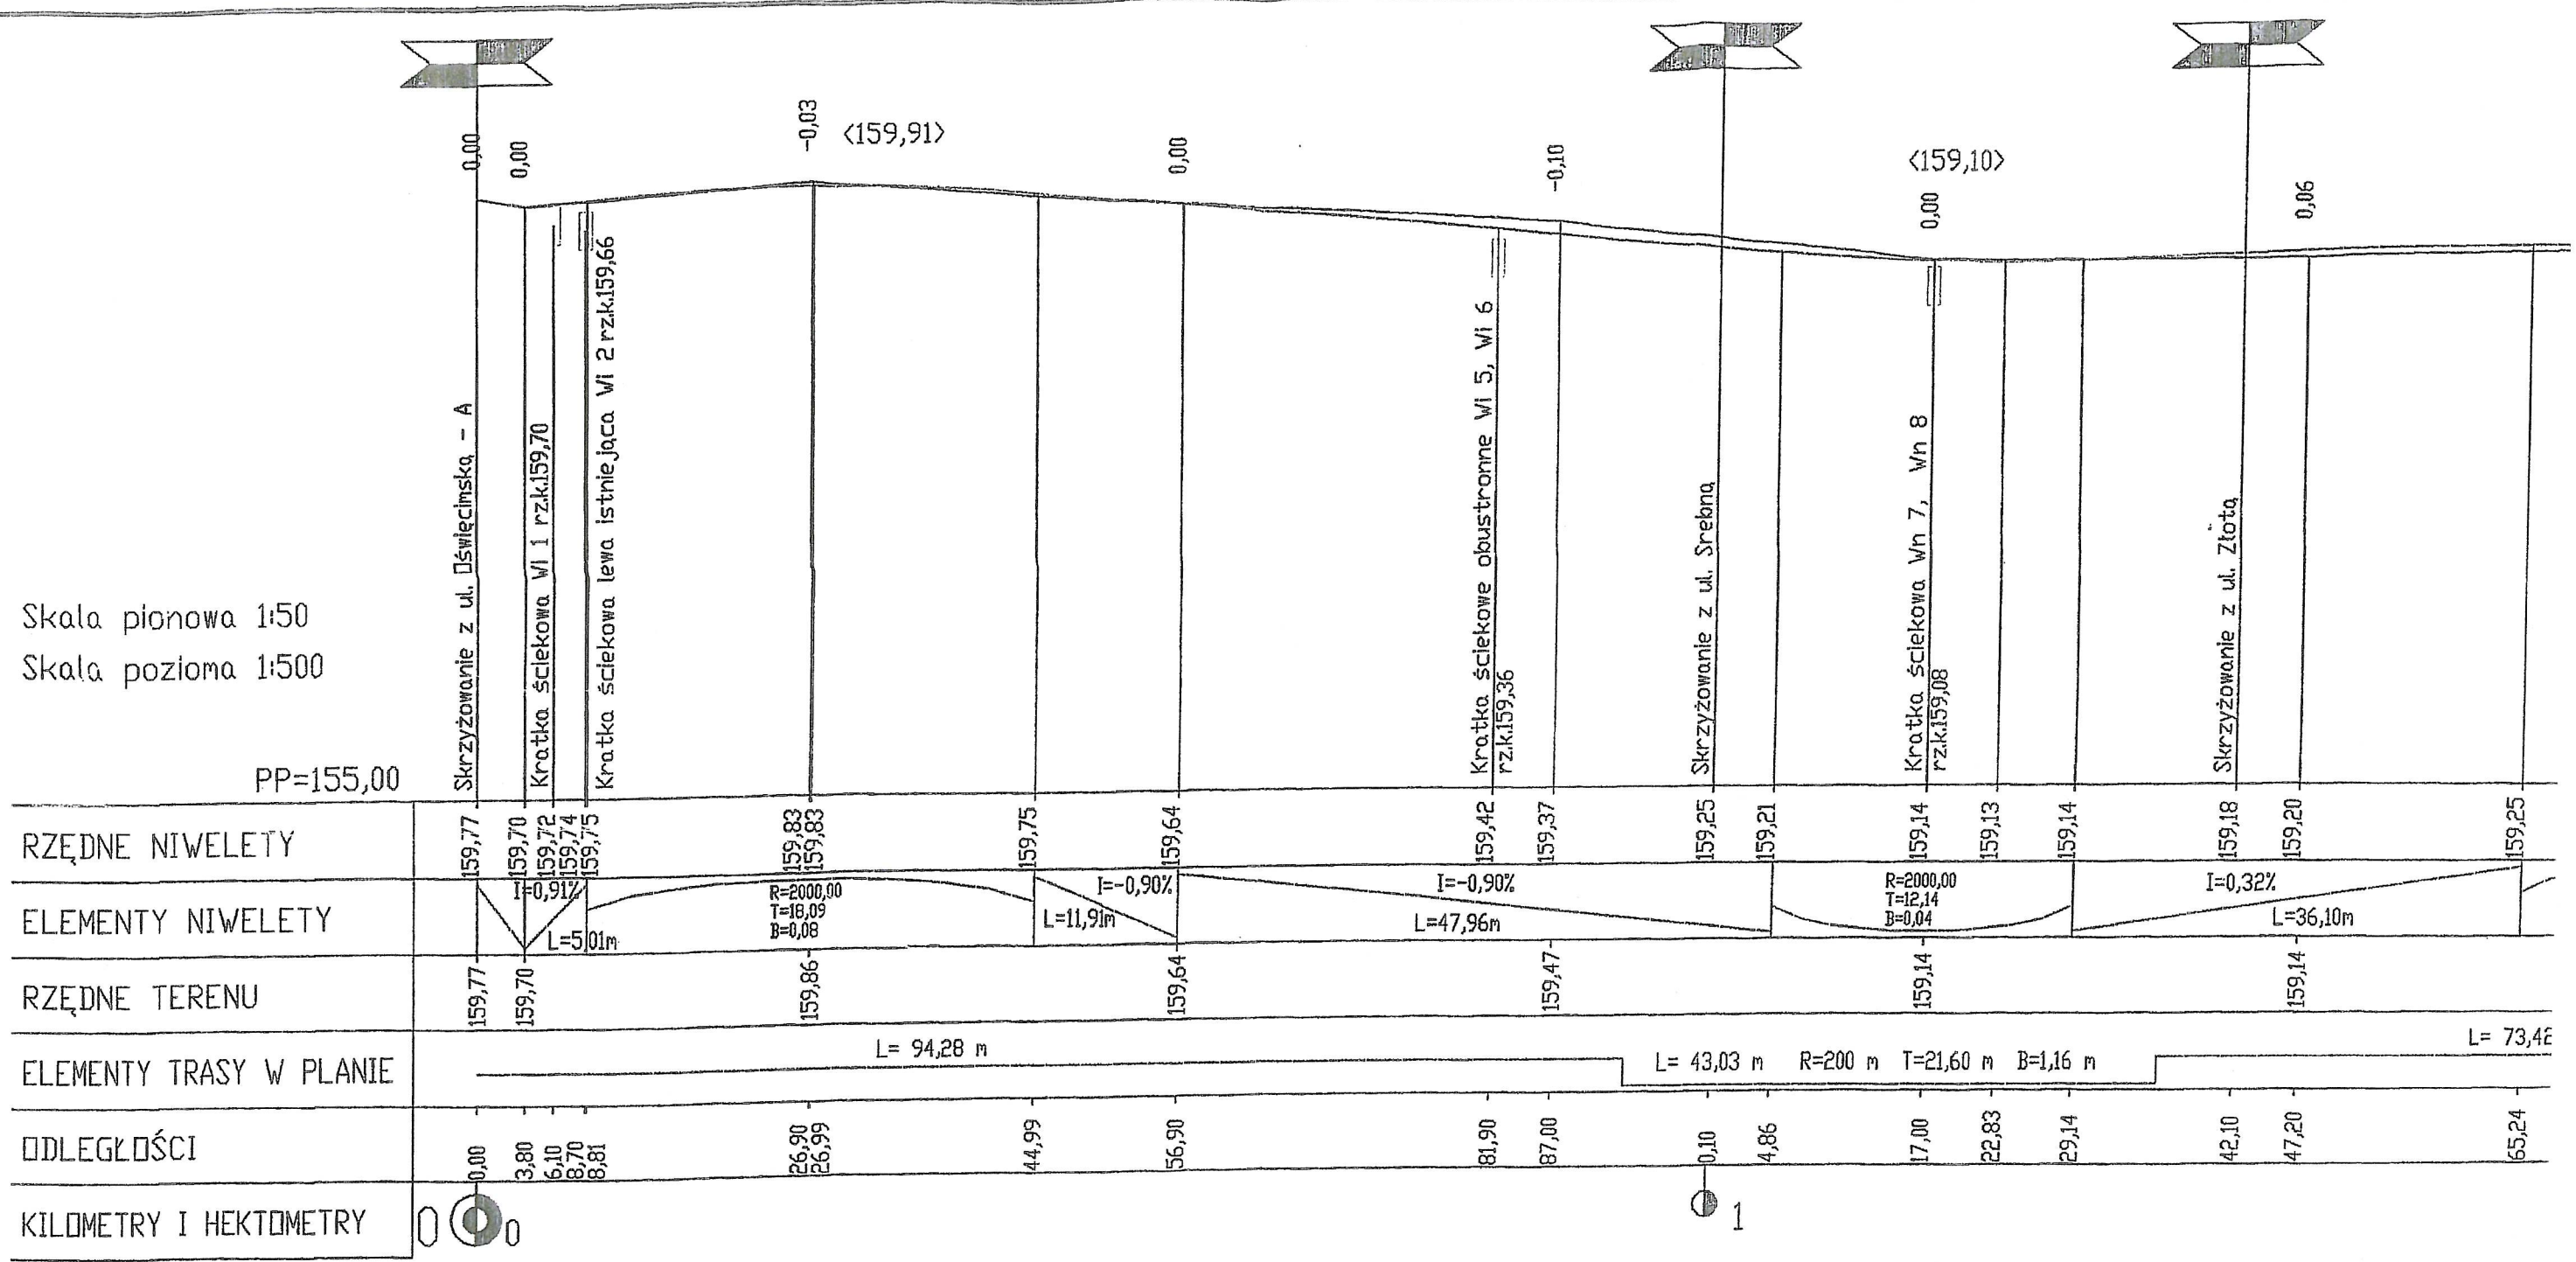 0,00
0,00
-0,03
<159,91>
0,00
-0,10
<159,10>
0,00
0,06
Skrzyżowanie z ul. Oświęcimską - A
Kratka ściekowa Wi 1 rz.k.159,70
Kratka ściekowa lewa istniejąca Wi 2 rz.k.159,66
Kratka ściekowe obustronne Wi 5, Wi 6
rz.k.159,36
Skrzyżowanie z ul. Srebną
Kratka ściekowa Wn 7, Wn 8
rz.k.159,08
Skrzyżowanie z ul. Złotą
Skala pionowa 1:50
Skala pozioma 1:500
PP=155,00
RZĘDNE NIWELETY
159,77
159,70
159,72
159,74
159,75
159,83
159,83
159,75
159,64
159,42
159,37
159,25
159,21
159,14
159,13
159,14
159,18
159,20
159,25
ELEMENTY NIWELETY
I=0,91%
L=5,01m
R=2000,00
T=18,09
B=0,08
I=-0,90%
L=11,91m
I=-0,90%
L=47,96m
R=2000,00
T=12,14
B=0,04
I=0,32%
L=36,10m
RZĘDNE TERENU
159,77
159,70
159,86
159,64
159,47
159,14
159,14
ELEMENTY TRASY W PLANIE
L= 94,28 m
L= 43,03 m R=200 m T=21,60 m B=1,16 m
L= 73,48
ODLEGŁOŚCI
0,00
3,80
6,10
8,70
8,81
26,90
26,99
44,99
56,90
81,90
87,00
0,10
4,86
17,00
22,83
29,14
42,10
47,20
65,24
KILOMETRY I HEKTOMETRY
0 0
1